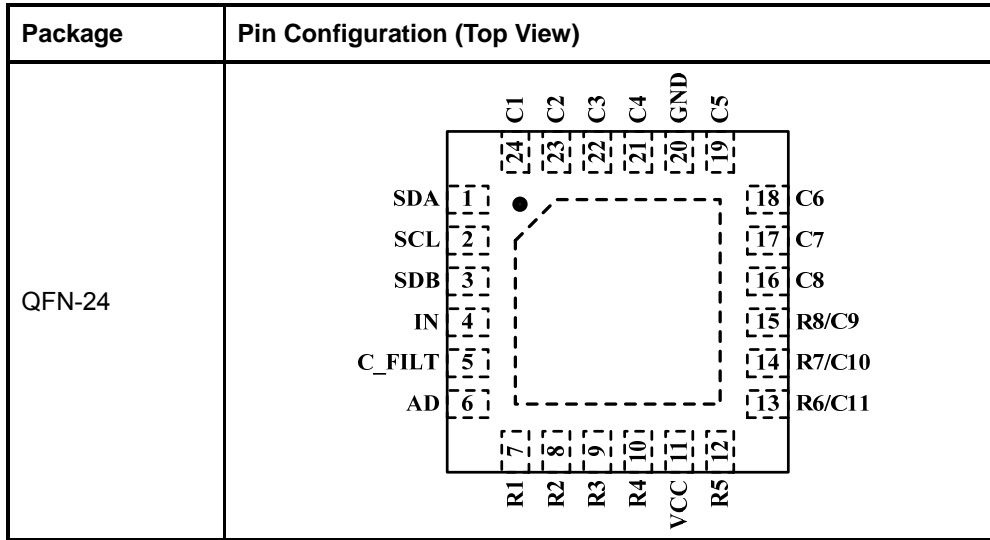 Package
Pin Configuration (Top View)
QFN-24
C1 C2 C3 C4 GND C5
24 23 22 21 20 19
SDA 1
SCL 2
SDB 3
IN 4
C_FILT 5
AD 6
18 C6
17 C7
16 C8
15 R8/C9
14 R7/C10
13 R6/C11
7 8 9 10 11 12
R1 R2 R3 R4 VCC R5